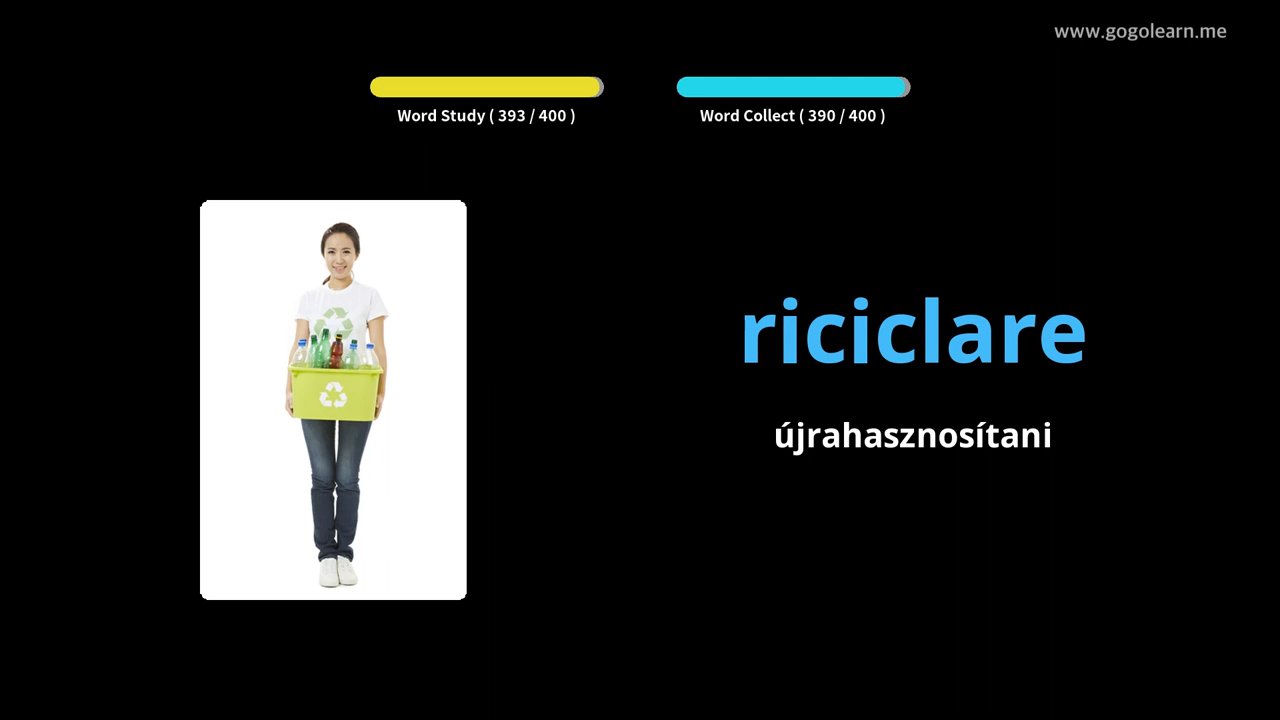 www.gogolearn.me
Word Study ( 393 / 400 )
Word Collect ( 390 / 400 )
riciclare
újrahasznosítani